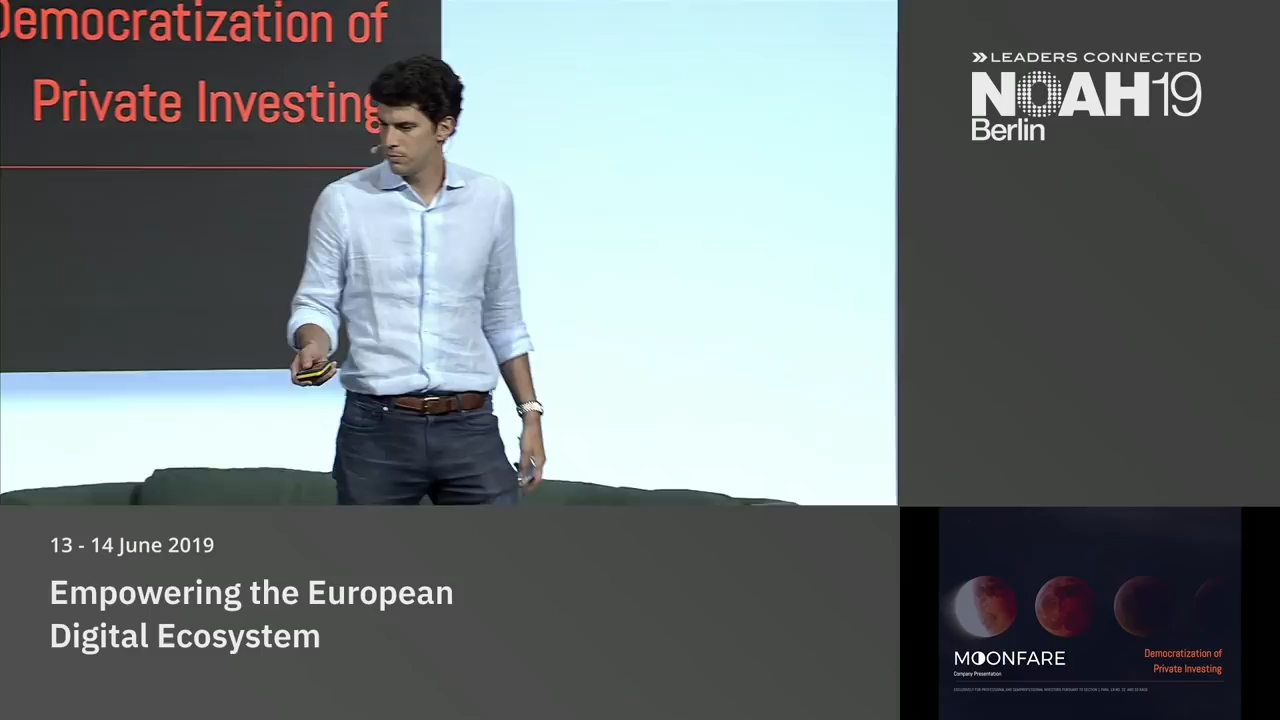 Democratization of
Private Investing
LEADERS CONNECTED
NOAH19
Berlin
13 - 14 June 2019
Empowering the European
Digital Ecosystem
MOONFARE
Company Presentation
Democratization of
Private Investing